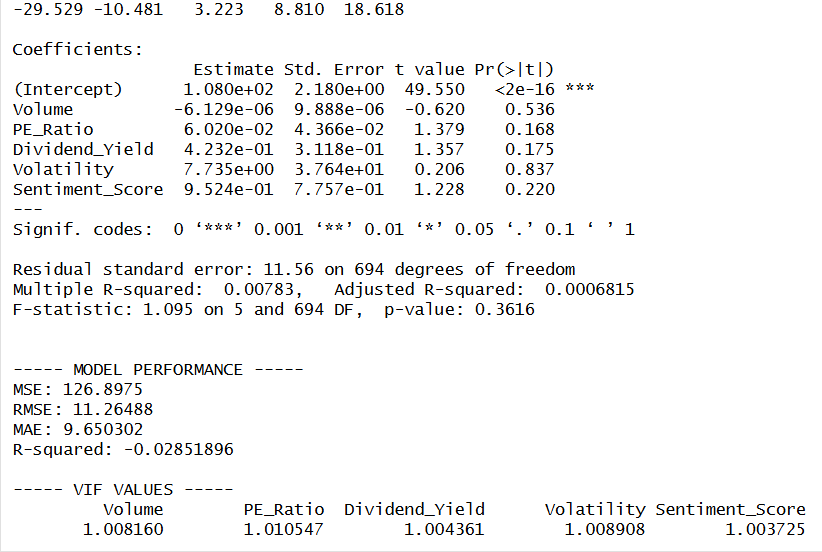 -29.529 -10.481   3.223   8.810  18.618
Coefficients:
                  Estimate Std. Error t value Pr(>|t|)
(Intercept)      1.080e+02  2.180e+00  49.550   <2e-16 ***
Volume          -6.129e-06  9.888e-06  -0.620    0.536
PE_Ratio         6.020e-02  4.366e-02   1.379    0.168
Dividend_Yield   4.232e-01  3.118e-01   1.357    0.175
Volatility       7.735e+00  3.764e+01   0.206    0.837
Sentiment_Score  9.524e-01  7.757e-01   1.228    0.220
---
Signif. codes:  0 ‘***’ 0.001 ‘**’ 0.01 ‘*’ 0.05 ‘.’ 0.1 ‘ ’ 1
Residual standard error: 11.56 on 694 degrees of freedom
Multiple R-squared:  0.00783,   Adjusted R-squared:  0.0006815
F-statistic: 1.095 on 5 and 694 DF,  p-value: 0.3616
----- MODEL PERFORMANCE -----
MSE: 126.8975
RMSE: 11.26488
MAE: 9.650302
R-squared: -0.02851896
----- VIF VALUES -----
         Volume        PE_Ratio  Dividend_Yield      Volatility Sentiment_Score
       1.008160        1.010547        1.004361        1.008908        1.003725